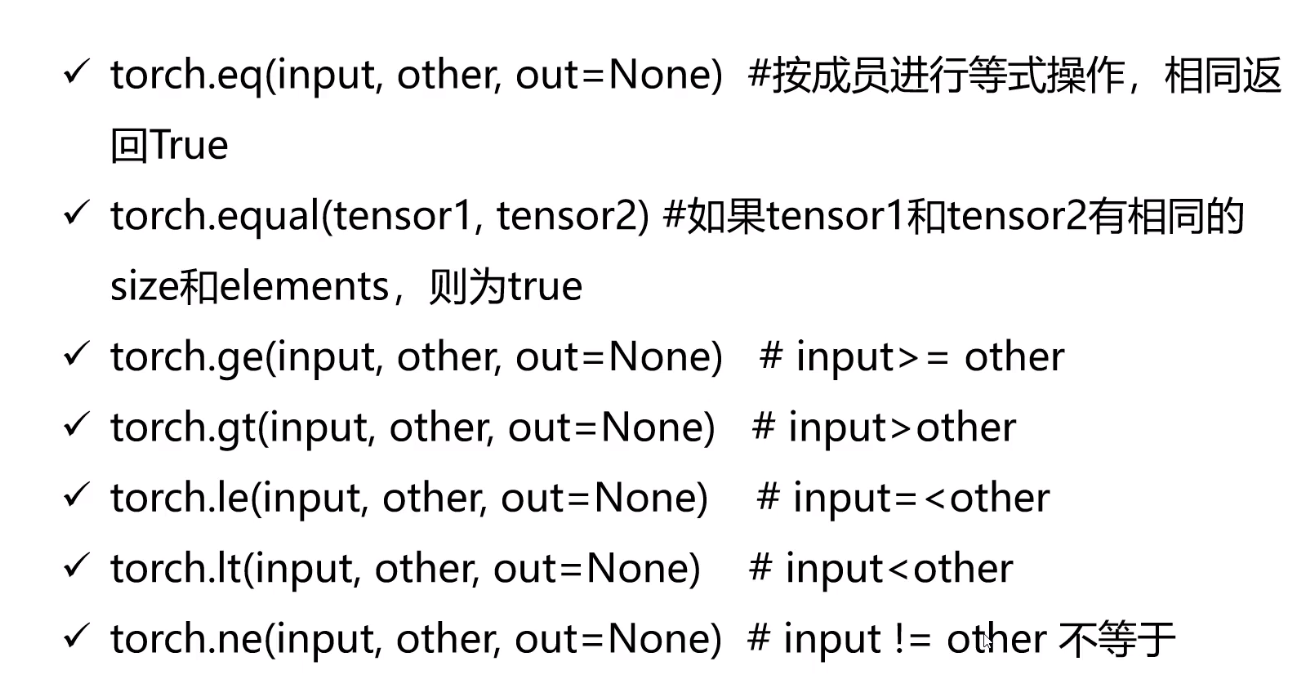 ✓ torch.eq(input, other, out=None) #按成员进行等式操作，相同返
回True
✓ torch.equal(tensor1, tensor2) #如果tensor1和tensor2有相同的
size和elements，则为true
✓ torch.ge(input, other, out=None) # input>= other
✓ torch.gt(input, other, out=None) # input>other
✓ torch.le(input, other, out=None) # input=<other
✓ torch.lt(input, other, out=None) # input<other
✓ torch.ne(input, other, out=None) # input != other 不等于